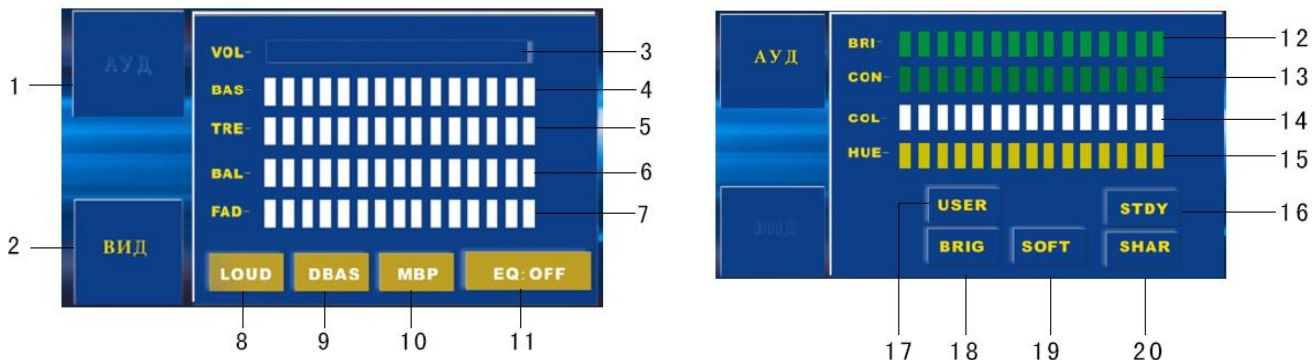 АУД
ВИД
VOL-
BAS-
TRE-
BAL-
FAD-
LOUD DBAS MBP EQ:OFF
1
2
3
4
5
6
7
8 9 10 11
АУД
ВИД
BRI-
CON-
COL-
HUE-
USER STDY
BRIG SOFT SHAR
12
13
14
15
16
17 18 19 20